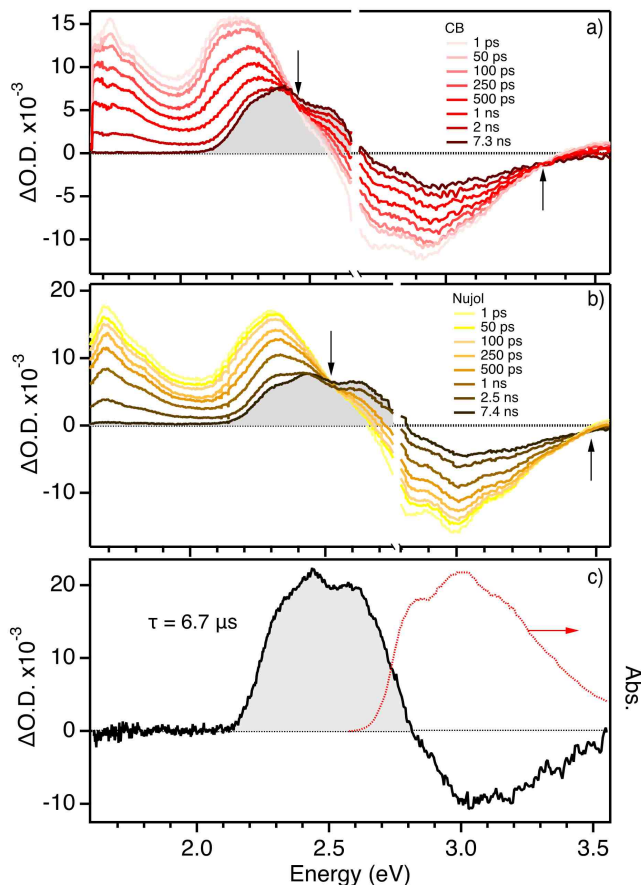 a)
CB
1 ps
50 ps
100 ps
250 ps
500 ps
1 ns
2 ns
7.3 ns
15
10
5
0
-5
-10
ΔO.D. x10⁻³
b)
Nujol
1 ps
50 ps
100 ps
250 ps
500 ps
1 ns
2.5 ns
7.4 ns
20
10
0
-10
ΔO.D. x10⁻³
c)
τ = 6.7 μs
20
10
0
-10
ΔO.D. x10⁻³
Abs.
2.0 2.5 3.0 3.5
Energy (eV)